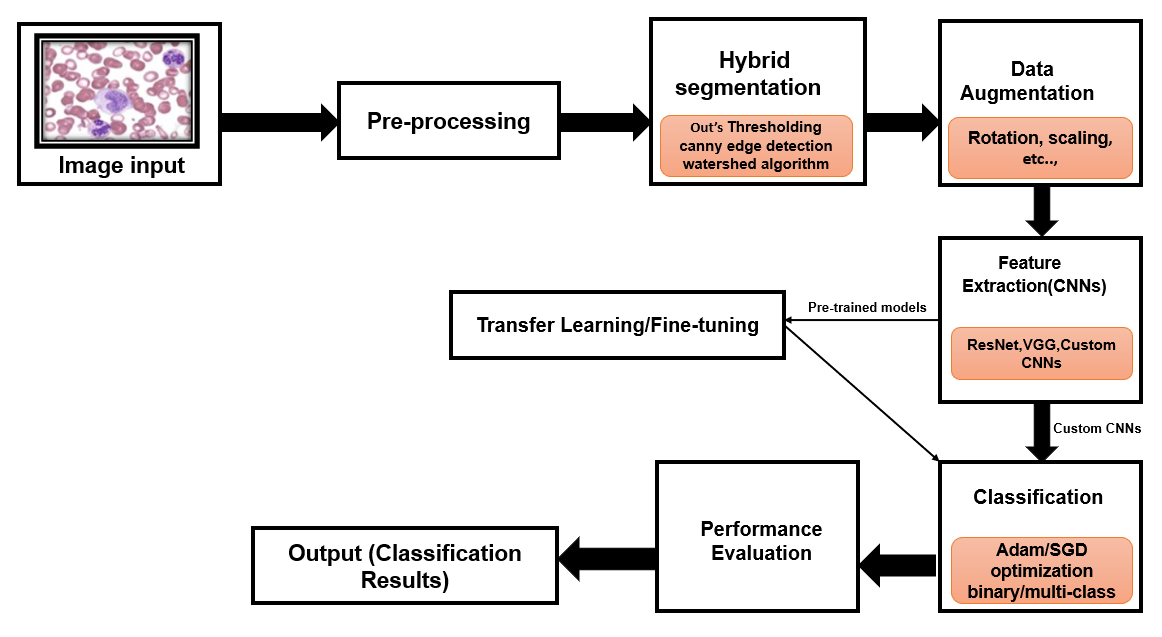 Image input
Pre-processing
Hybrid
segmentation
Out's Thresholding
canny edge detection
watershed algorithm
Data
Augmentation
Rotation, scaling,
etc..,
Feature
Extraction(CNNs)
ResNet,VGG,Custom
CNNs
Pre-trained models
Transfer Learning/Fine-tuning
Custom CNNs
Classification
Adam/SGD
optimization
binary/multi-class
Performance
Evaluation
Output (Classification
Results)